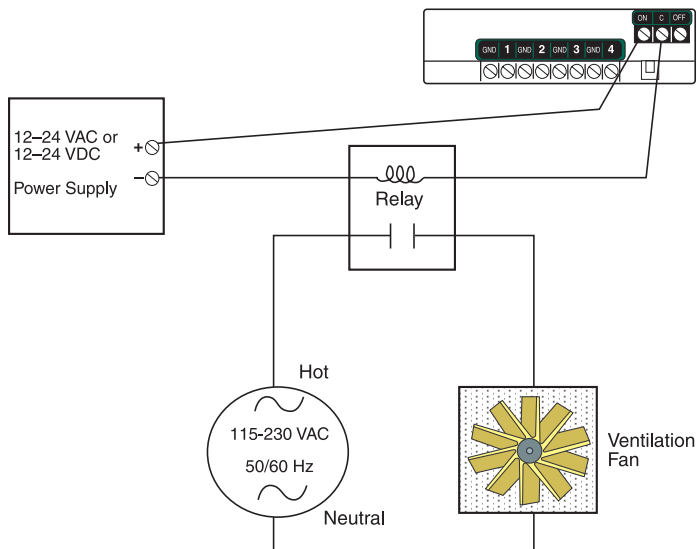 ON C OFF
GND 1 GND 2 GND 3 GND 4
12–24 VAC or
12–24 VDC
+
–
Power Supply
Relay
Hot
115-230 VAC
50/60 Hz
Neutral
Ventilation
Fan